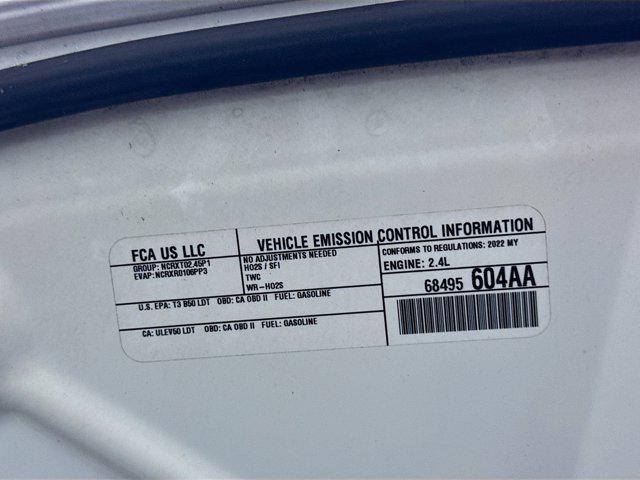 FCA US LLC
GROUP: NCRXT02.45P1
EVAP: NCRXR0106PP3
VEHICLE EMISSION CONTROL INFORMATION
NO ADJUSTMENTS NEEDED
HO2S / SFI
TWC
WR-HO2S
CONFORMS TO REGULATIONS: 2022 MY
ENGINE: 2.4L
U.S. EPA: T3 B50 LDT OBD: CA OBD II FUEL: GASOLINE
CA: ULEV50 LDT OBD: CA OBD II FUEL: GASOLINE
68495 604AA